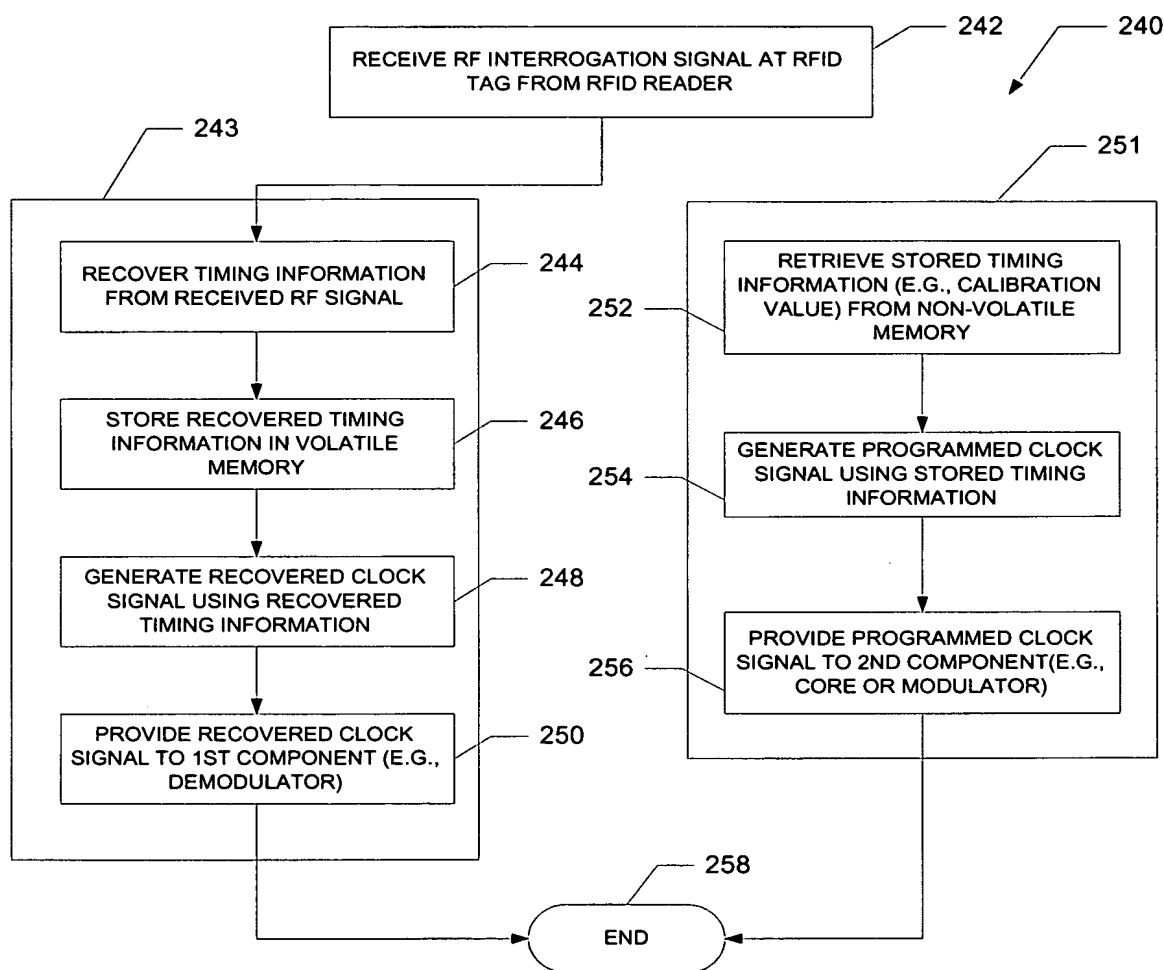 242
240
RECEIVE RF INTERROGATION SIGNAL AT RFID
TAG FROM RFID READER
243
251
RECOVER TIMING INFORMATION
FROM RECEIVED RF SIGNAL
244
STORE RECOVERED TIMING
INFORMATION IN VOLATILE
MEMORY
246
GENERATE RECOVERED CLOCK
SIGNAL USING RECOVERED
TIMING INFORMATION
248
PROVIDE RECOVERED CLOCK
SIGNAL TO 1ST COMPONENT (E.G.,
DEMODULATOR)
250
RETRIEVE STORED TIMING
INFORMATION (E.G., CALIBRATION
VALUE) FROM NON-VOLATILE
MEMORY
252
GENERATE PROGRAMMED CLOCK
SIGNAL USING STORED TIMING
INFORMATION
254
PROVIDE PROGRAMMED CLOCK
SIGNAL TO 2ND COMPONENT(E.G.,
CORE OR MODULATOR)
256
258
END